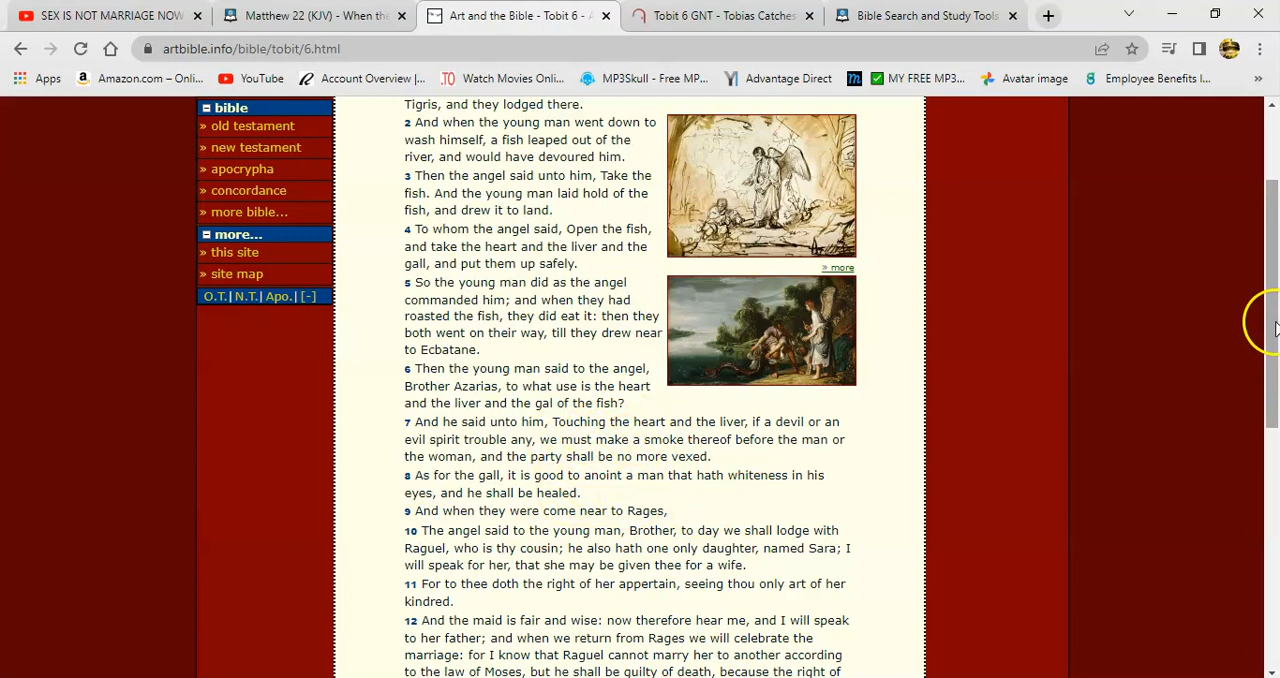 SEX IS NOT MARRIAGE NOW
Matthew 22 (KJV) - When the
Art and the Bible - Tobit 6 - A
Tobit 6 GNT - Tobias Catches
Bible Search and Study Tools
artbible.info/bible/tobit/6.html
Apps
Amazon.com – Onli...
YouTube
Account Overview |...
Watch Movies Onli...
MP3Skull - Free MP...
Advantage Direct
MY FREE MP3...
Avatar image
Employee Benefits I...
»
bible
» old testament
» new testament
» apocrypha
» concordance
» more bible...
more...
» this site
» site map
O.T.| N.T.| Apo.| [-]
Tigris, and they lodged there.
2 And when the young man went down to
wash himself, a fish leaped out of the
river, and would have devoured him.
3 Then the angel said unto him, Take the
fish. And the young man laid hold of the
fish, and drew it to land.
4 To whom the angel said, Open the fish,
and take the heart and the liver and the
gall, and put them up safely.
» more
5 So the young man did as the angel
commanded him; and when they had
roasted the fish, they did eat it: then they
both went on their way, till they drew near
to Ecbatane.
6 Then the young man said to the angel,
Brother Azarias, to what use is the heart
and the liver and the gal of the fish?
7 And he said unto him, Touching the heart and the liver, if a devil or an
evil spirit trouble any, we must make a smoke thereof before the man or
the woman, and the party shall be no more vexed.
8 As for the gall, it is good to anoint a man that hath whiteness in his
eyes, and he shall be healed.
9 And when they were come near to Rages,
10 The angel said to the young man, Brother, to day we shall lodge with
Raguel, who is thy cousin; he also hath one only daughter, named Sara; I
will speak for her, that she may be given thee for a wife.
11 For to thee doth the right of her appertain, seeing thou only art of her
kindred.
12 And the maid is fair and wise: now therefore hear me, and I will speak
to her father; and when we return from Rages we will celebrate the
marriage: for I know that Raguel cannot marry her to another according
to the law of Moses, but he shall be guilty of death, because the right of